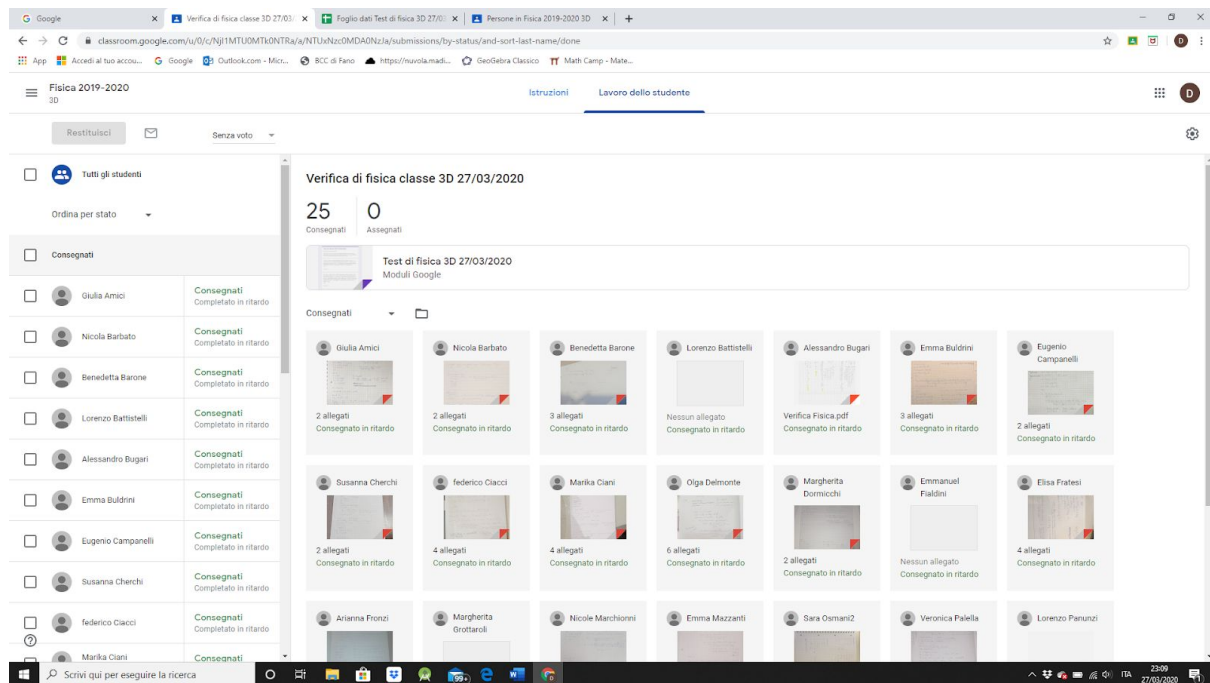 Google
Verifica di fisica classe 3D 27/03/
Foglio dati Test di fisica 3D 27/03
Persone in Fisica 2019-2020 3D
classroom.google.com/u/0/c/NjI1MTU0MTk0NTRa/a/NTUxNzc0MDA0NzJa/submissions/by-status/and-sort-last-name/done
App
Accedi al tuo accou...
Google
Outlook.com - Micr...
BCC di Fano
https://nuvola.madi...
GeoGebra Classico
Math Camp - Mate...
Fisica 2019-2020
3D
Istruzioni
Lavoro dello studente
D
Restituisci
Senza voto
Tutti gli studenti
Ordina per stato
Consegnati
Giulia Amici
Consegnati
Completato in ritardo
Nicola Barbato
Consegnati
Completato in ritardo
Benedetta Barone
Consegnati
Completato in ritardo
Lorenzo Battistelli
Consegnati
Completato in ritardo
Alessandro Bugari
Consegnati
Completato in ritardo
Emma Buldrini
Consegnati
Completato in ritardo
Eugenio Campanelli
Consegnati
Completato in ritardo
Susanna Cherchi
Consegnati
Completato in ritardo
federico Ciacci
Consegnati
Completato in ritardo
Marika Ciani
Consegnati
Verifica di fisica classe 3D 27/03/2020
25
Consegnati
0
Assegnati
Test di fisica 3D 27/03/2020
Moduli Google
Consegnati
Giulia Amici
2 allegati
Consegnato in ritardo
Nicola Barbato
2 allegati
Consegnato in ritardo
Benedetta Barone
3 allegati
Consegnato in ritardo
Lorenzo Battistelli
Nessun allegato
Consegnato in ritardo
Alessandro Bugari
Verifica Fisica.pdf
Consegnato in ritardo
Emma Buldrini
3 allegati
Consegnato in ritardo
Eugenio
Campanelli
2 allegati
Consegnato in ritardo
Susanna Cherchi
2 allegati
Consegnato in ritardo
federico Ciacci
4 allegati
Consegnato in ritardo
Marika Ciani
4 allegati
Consegnato in ritardo
Olga Delmonte
6 allegati
Consegnato in ritardo
Margherita
Dormicchi
2 allegati
Consegnato in ritardo
Emmanuel
Fialdini
Nessun allegato
Consegnato in ritardo
Elisa Fratesi
4 allegati
Consegnato in ritardo
Arianna Fronzi
Margherita
Grottaroli
Nicole Marchionni
Emma Mazzanti
Sara Osmani2
Veronica Palella
Lorenzo Panunzi
Scrivi qui per eseguire la ricerca
99+
ITA
23:09
27/03/2020